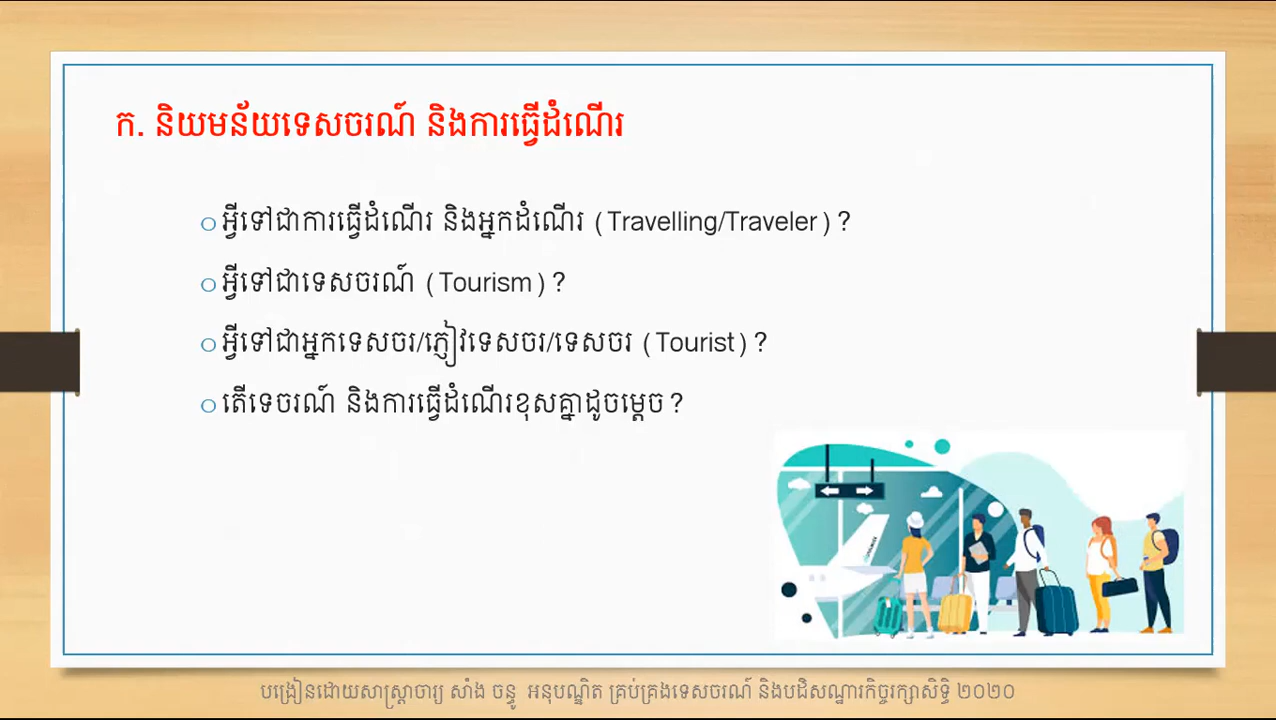 ក. និយមន័យទេសចរណ៍ និងការធ្វើដំណើរ
អ្វីទៅជាការធ្វើដំណើរ និងអ្នកដំណើរ (Travelling/Traveler) ?
អ្វីទៅជាទេសចរណ៍ (Tourism) ?
អ្វីទៅជាអ្នកទេសចរ/ភ្ញៀវទេសចរ/ទេសចរ (Tourist) ?
តើទេចរណ៍ និងការធ្វើដំណើរខុសគ្នាដូចម្តេច ?
បង្រៀនដោយសាស្ត្រាចារ្យ សាំង ចន្ធូ អនុបណ្ឌិត គ្រប់គ្រងទេសចរណ៍ និងបដិសណ្ឋារកិច្ចរក្សាសិទ្ធិ ២០២០